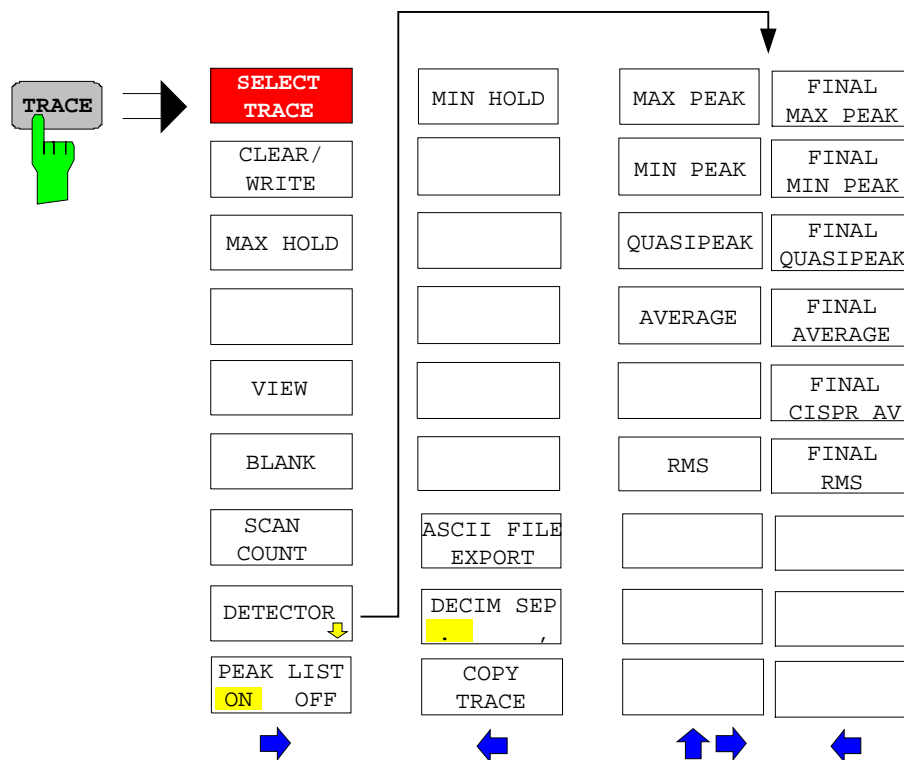 TRACE
SELECT
TRACE
CLEAR/
WRITE
MAX HOLD
VIEW
BLANK
SCAN
COUNT
DETECTOR
PEAK LIST
ON OFF
MIN HOLD
ASCII FILE
EXPORT
DECIM SEP
. ,
COPY
TRACE
MAX PEAK
MIN PEAK
QUASIPEAK
AVERAGE
RMS
FINAL
MAX PEAK
FINAL
MIN PEAK
FINAL
QUASIPEAK
FINAL
AVERAGE
FINAL
CISPR AV
FINAL
RMS